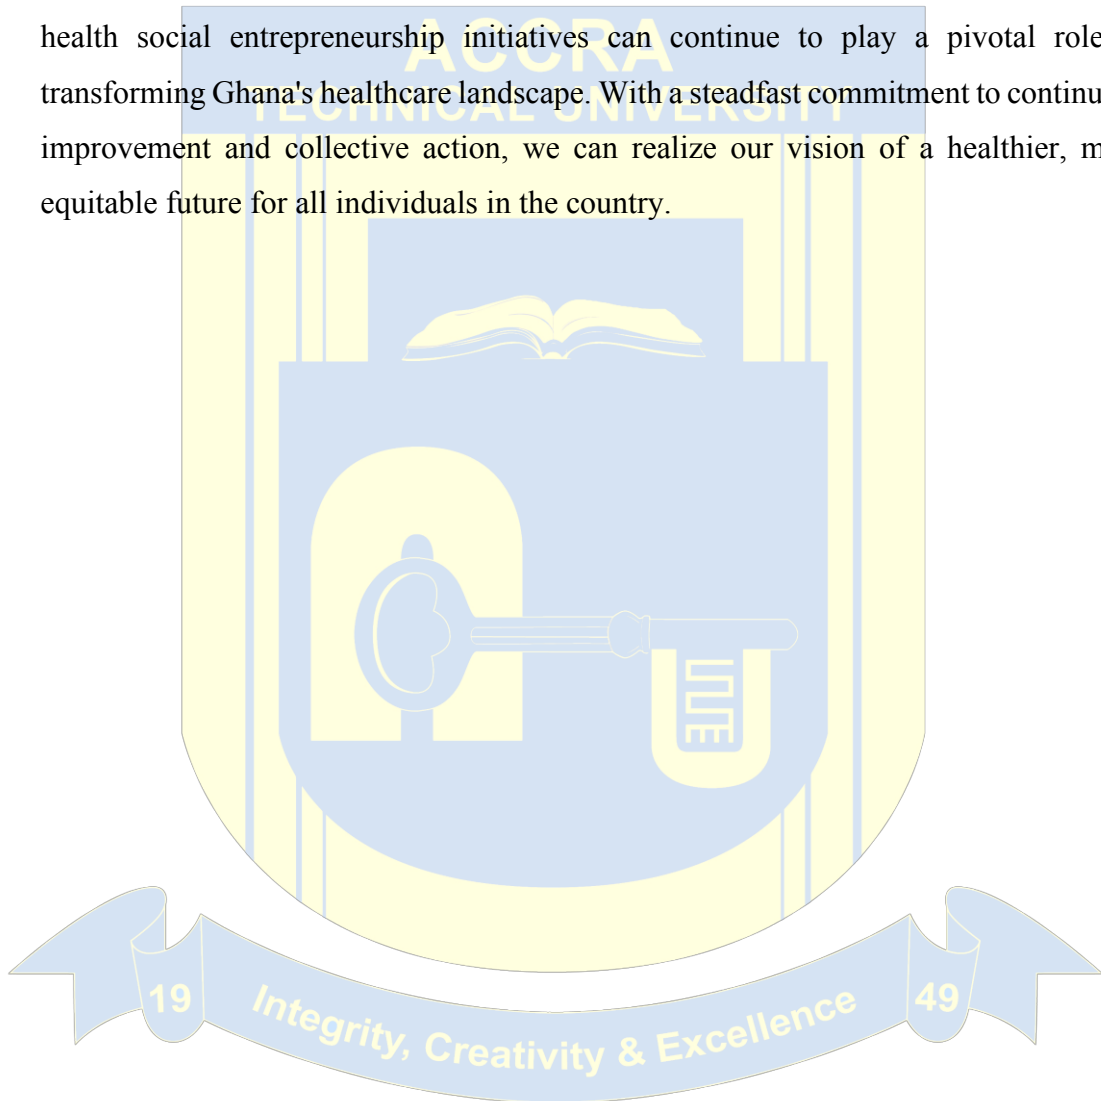 ACCRA
TECHNICAL UNIVERSITY
health social entrepreneurship initiatives can continue to play a pivotal role
transforming Ghana's healthcare landscape. With a steadfast commitment to continu
improvement and collective action, we can realize our vision of a healthier, m
equitable future for all individuals in the country.
19 Integrity, Creativity & Excellence 49